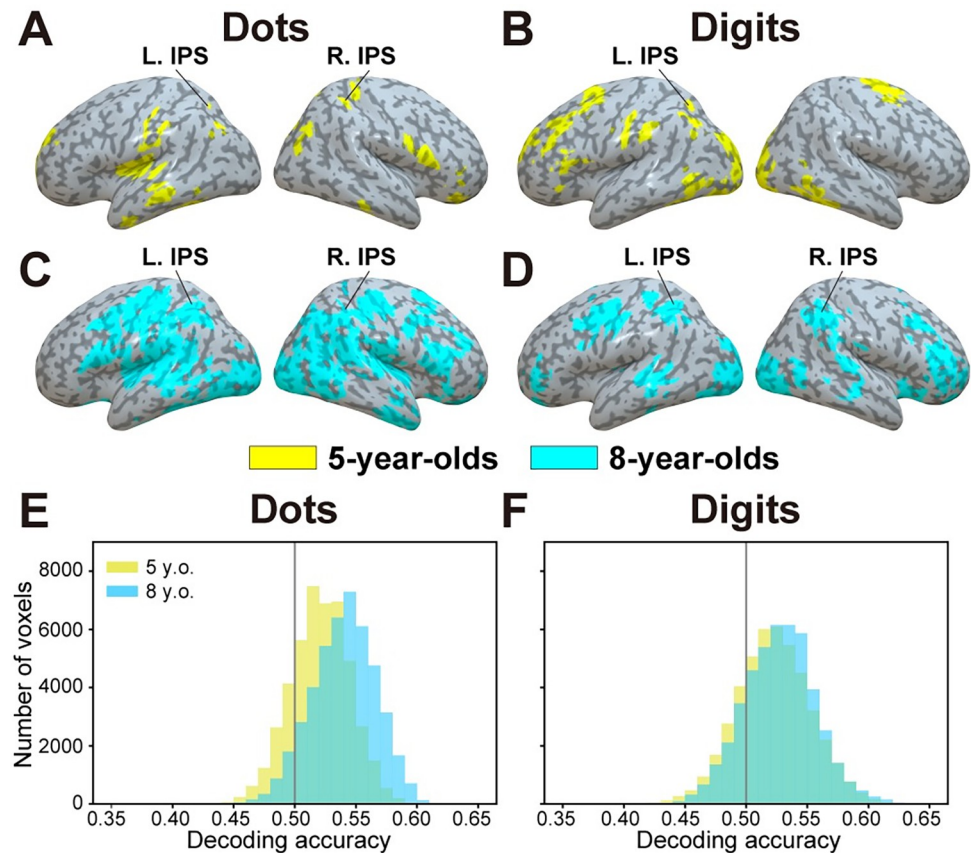 A Dots B Digits
L. IPS R. IPS L. IPS
C L. IPS R. IPS D L. IPS R. IPS
5-year-olds 8-year-olds
E Dots F Digits
5 y.o.
8 y.o.
Number of voxels
8000
6000
4000
2000
0
0.35 0.40 0.45 0.50 0.55 0.60 0.65 0.35 0.40 0.45 0.50 0.55 0.60 0.65
Decoding accuracy Decoding accuracy